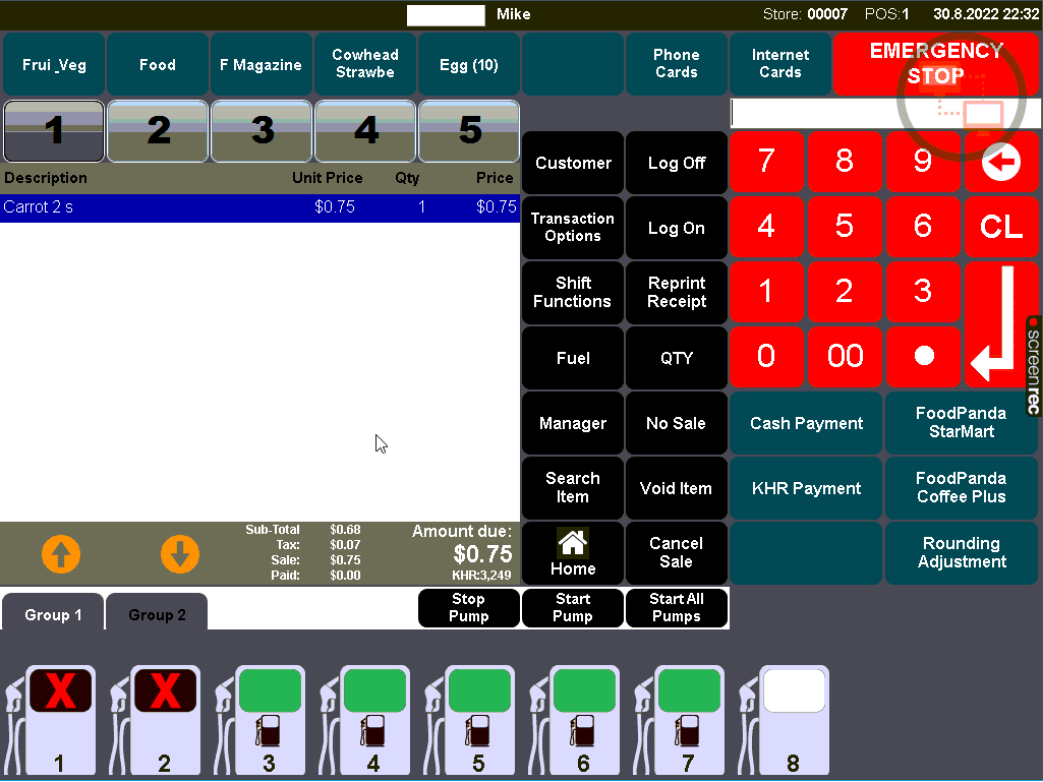 Mike Store: 00007 POS:1 30.8.2022 22:32
Frui_Veg
Food
F Magazine
Cowhead
Strawbe
Egg (10)
Phone
Cards
Internet
Cards
EMERGENCY
STOP
1 2 3 4 5
Description Unit Price Qty Price
Carrot 2 s $0.75 1 $0.75
Customer
Log Off
Transaction
Options
Log On
Shift
Functions
Reprint
Receipt
Fuel
QTY
Manager
No Sale
Search
Item
Void Item
Home
Cancel
Sale
7 8 9
4 5 6 CL
1 2 3
0 00
screenrec
Cash Payment
FoodPanda
StarMart
KHR Payment
FoodPanda
Coffee Plus
Rounding
Adjustment
Sub-Total $0.68
Tax: $0.07
Sale: $0.75
Paid: $0.00
Amount due:
$0.75
KHR:3,249
Group 1
Group 2
Stop
Pump
Start
Pump
Start All
Pumps
X X
1 2 3 4 5 6 7 8